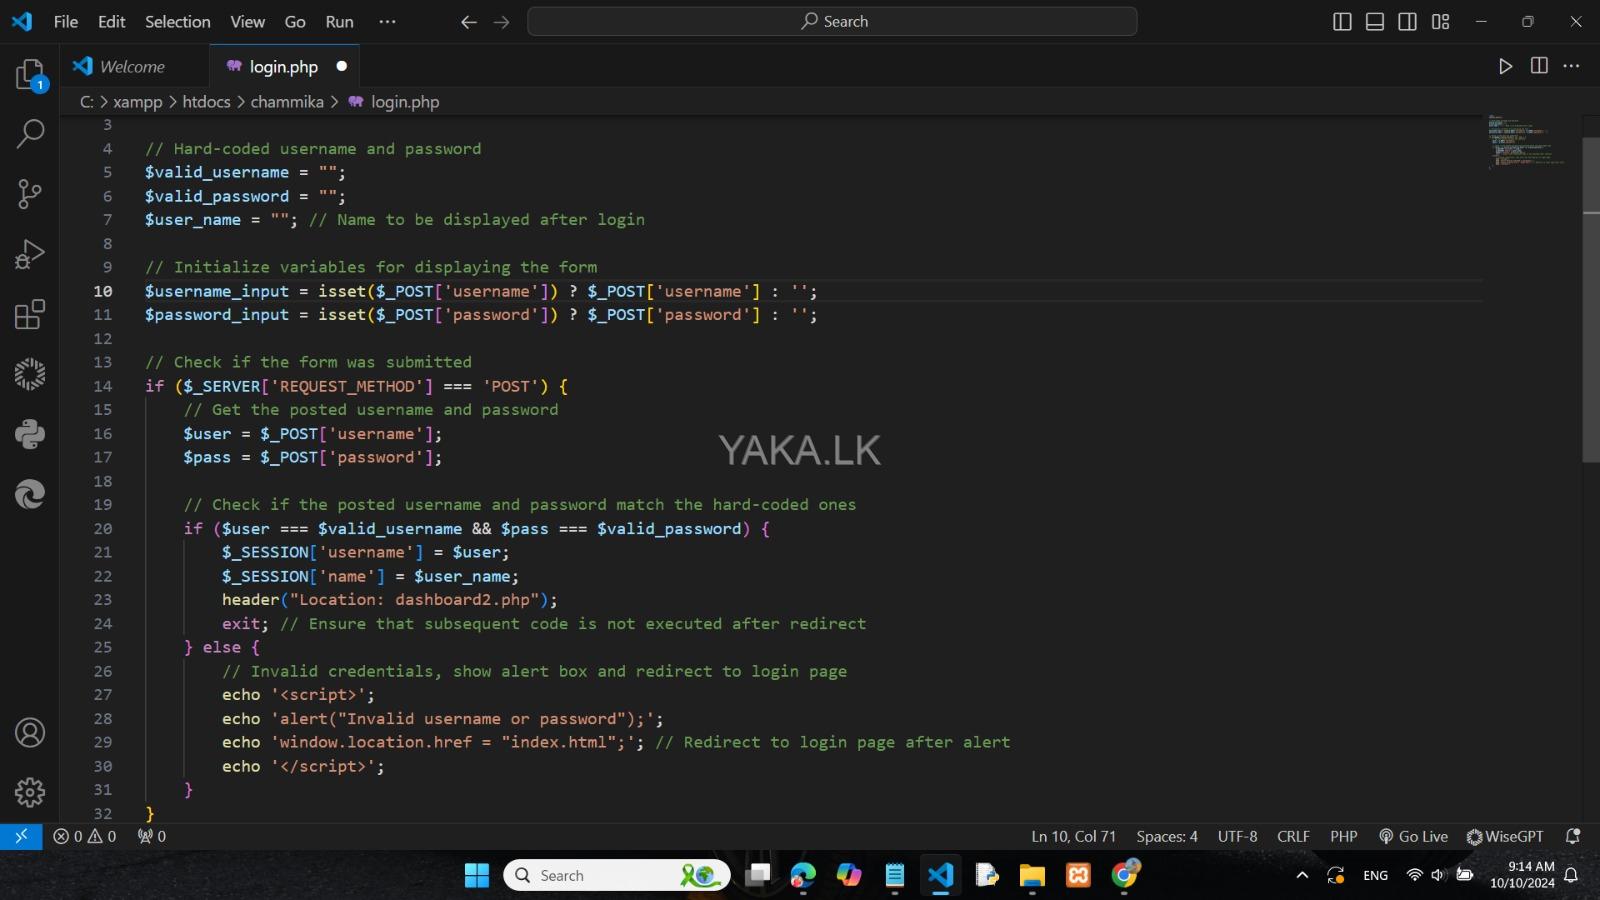 File Edit Selection View Go Run ··· Search
1 Welcome login.php
C: > xampp > htdocs > chammika > login.php
3
4 // Hard-coded username and password
5 $valid_username = "";
6 $valid_password = "";
7 $user_name = ""; // Name to be displayed after login
8
9 // Initialize variables for displaying the form
10 $username_input = isset($_POST['username']) ? $_POST['username'] : '';
11 $password_input = isset($_POST['password']) ? $_POST['password'] : '';
12
13 // Check if the form was submitted
14 if ($_SERVER['REQUEST_METHOD'] === 'POST') {
15 // Get the posted username and password
16 $user = $_POST['username'];
17 $pass = $_POST['password'];
YAKA.LK
18
19 // Check if the posted username and password match the hard-coded ones
20 if ($user === $valid_username && $pass === $valid_password) {
21 $_SESSION['username'] = $user;
22 $_SESSION['name'] = $user_name;
23 header("Location: dashboard2.php");
24 exit; // Ensure that subsequent code is not executed after redirect
25 } else {
26 // Invalid credentials, show alert box and redirect to login page
27 echo '<script>';
28 echo 'alert("Invalid username or password");';
29 echo 'window.location.href = "index.html";'; // Redirect to login page after alert
30 echo '</script>';
31 }
32 }
0 0 0 Ln 10, Col 71 Spaces: 4 UTF-8 CRLF PHP Go Live WiseGPT
Search ENG 9:14 AM
10/10/2024